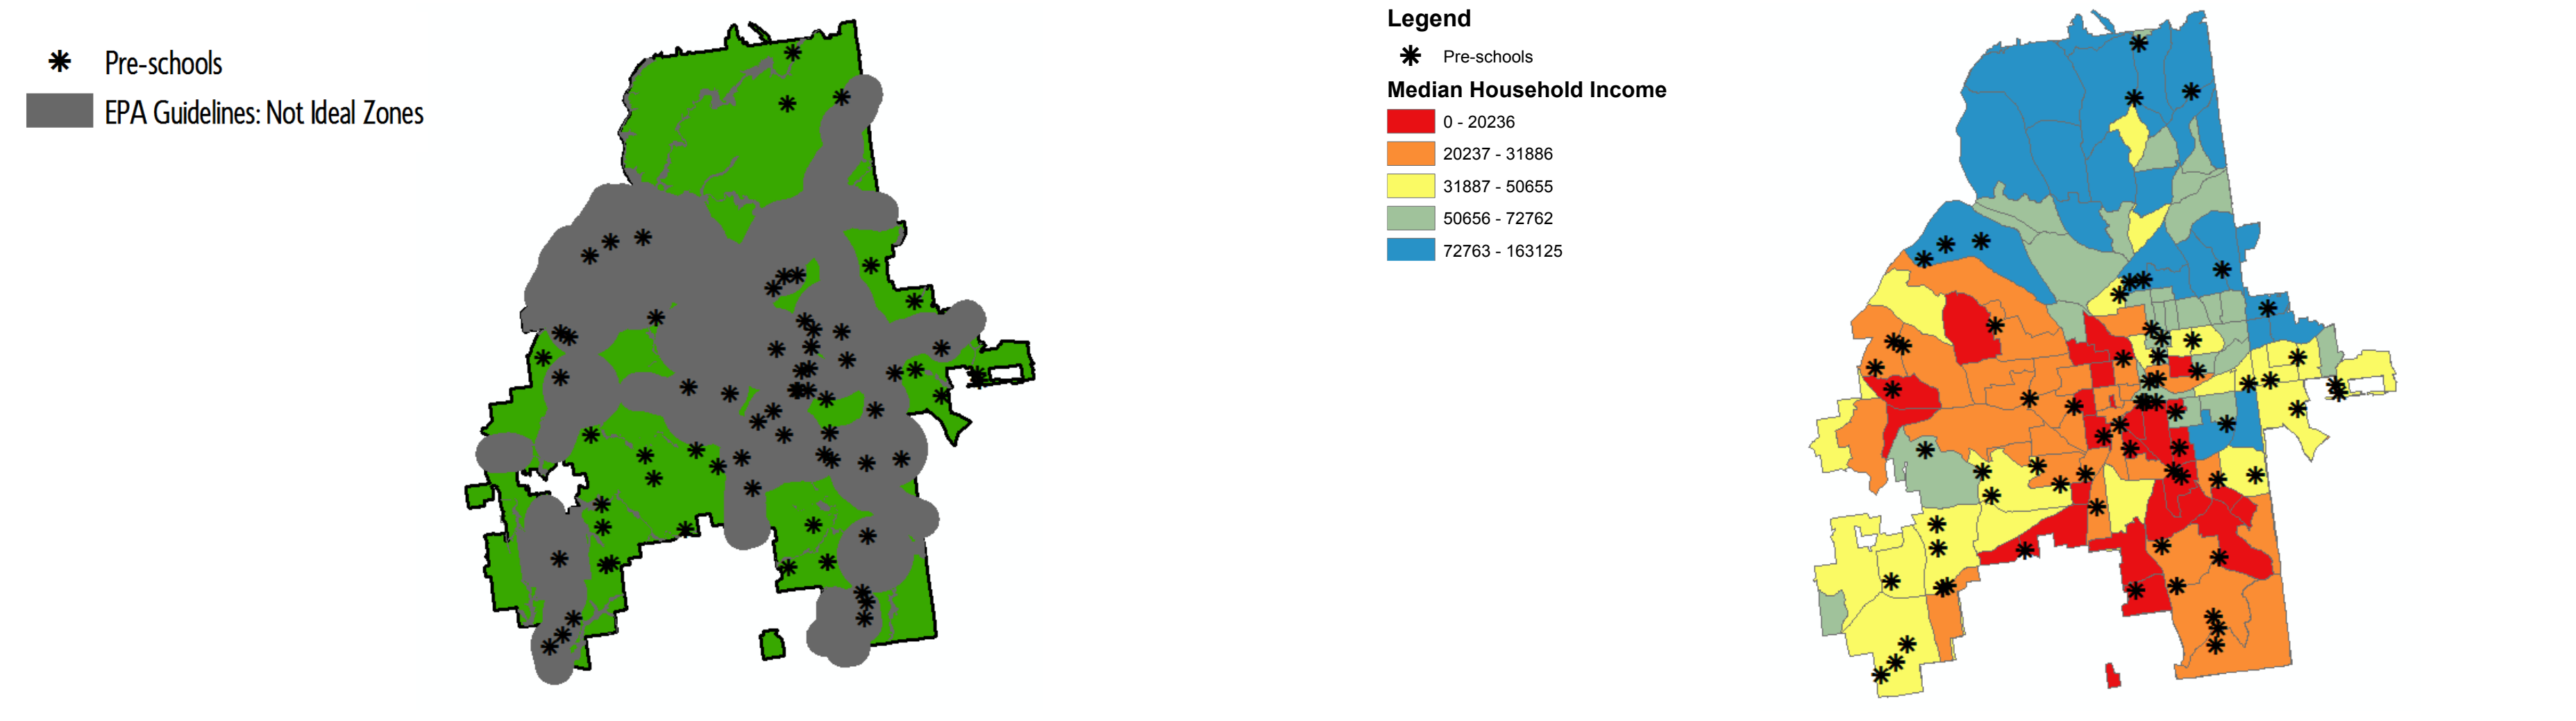 Pre-schools
EPA Guidelines: Not Ideal Zones
Legend
Pre-schools
Median Household Income
0 - 20236
20237 - 31886
31887 - 50655
50656 - 72762
72763 - 163125